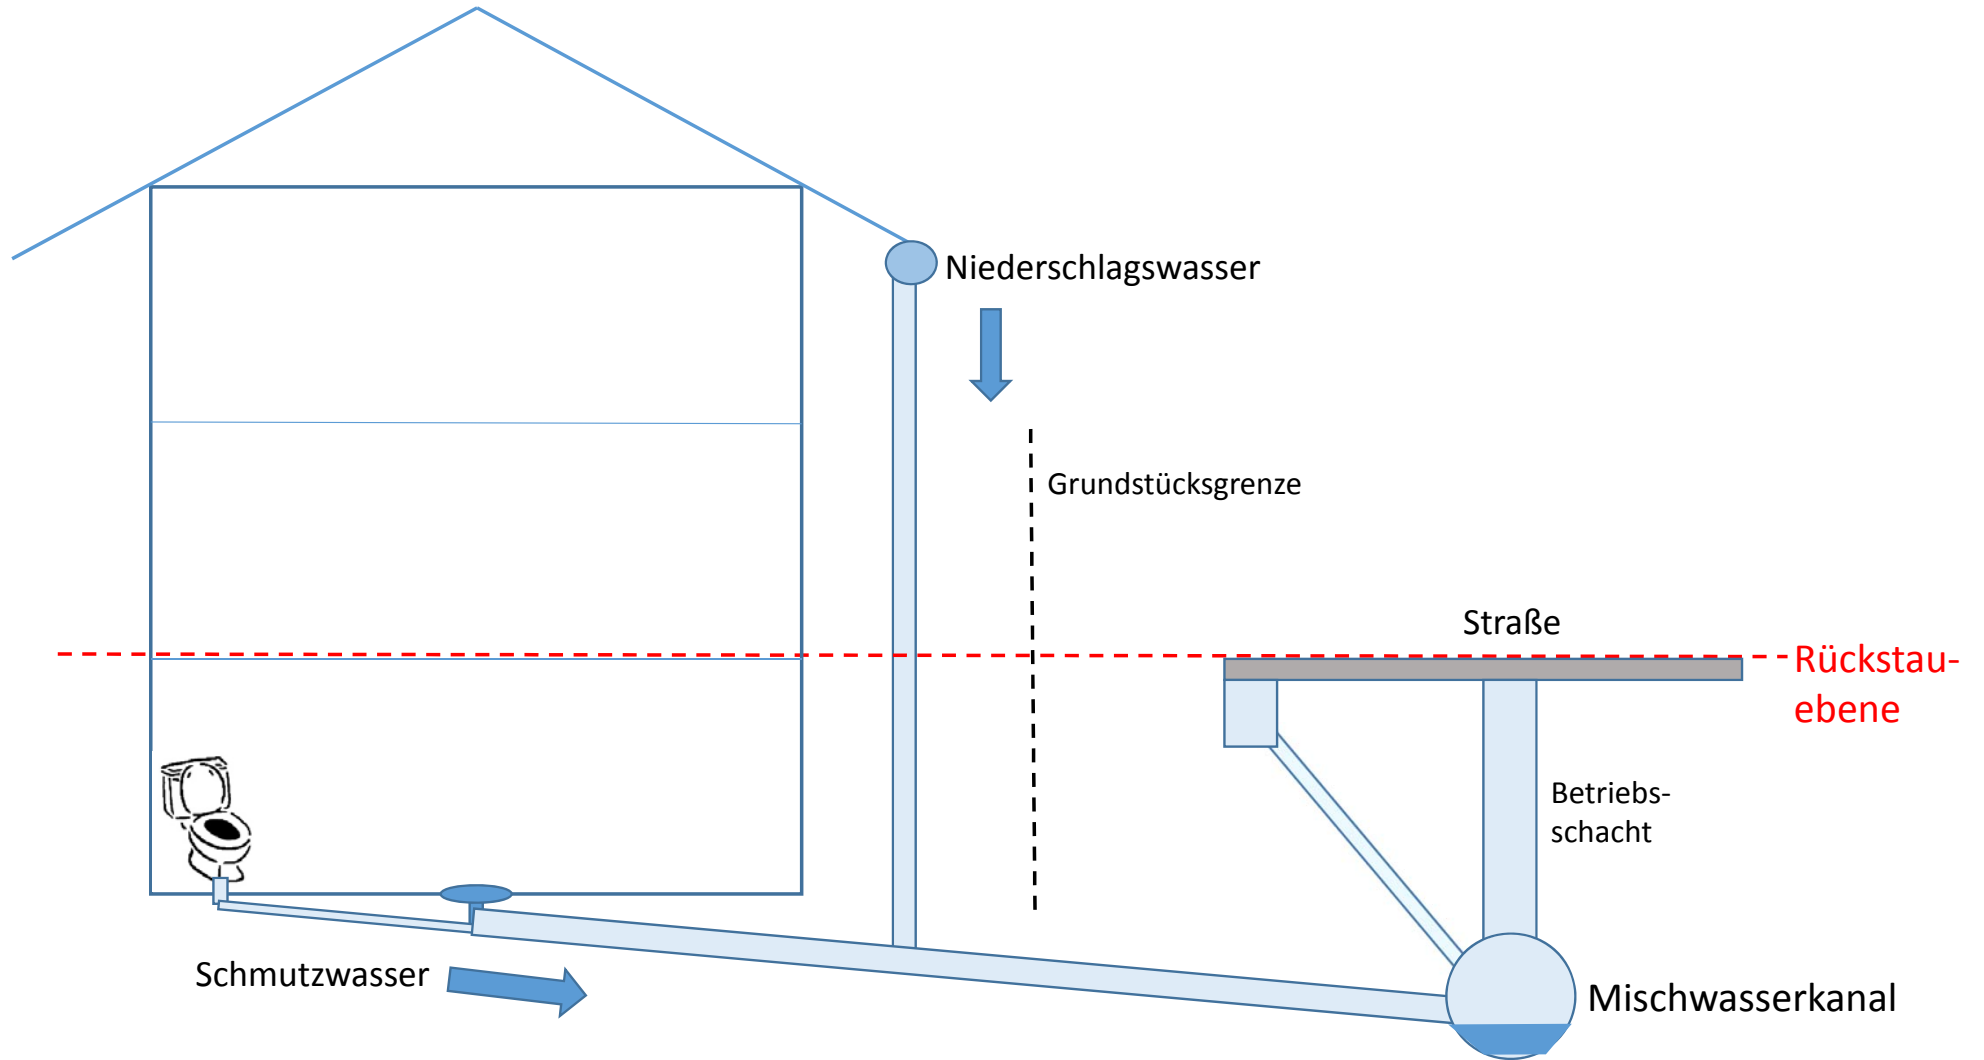 Niederschlagswasser
Grundstücksgrenze
Straße
Rückstau-
ebene
Betriebs-
schacht
Schmutzwasser
Mischwasserkanal